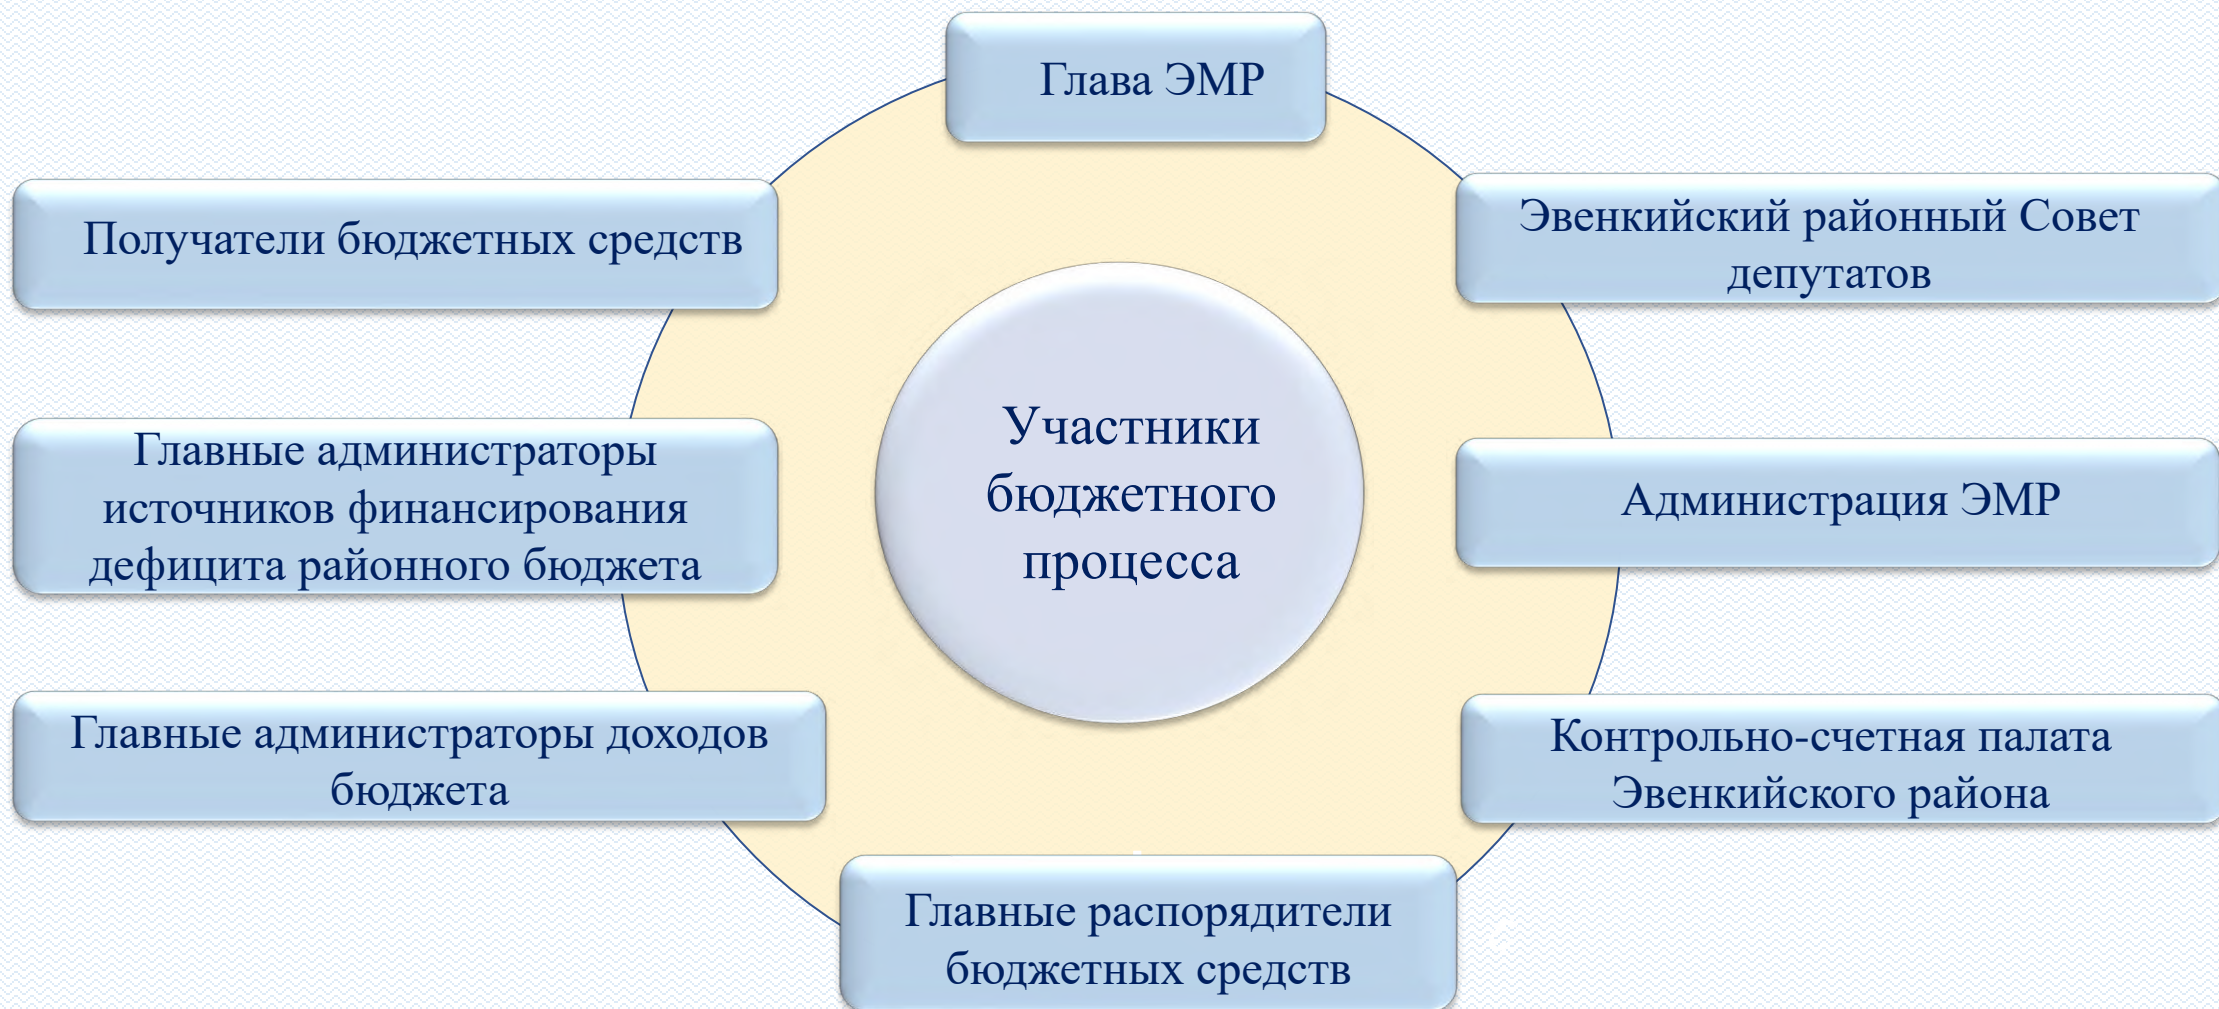 Глава ЭМР
Получатели бюджетных средств
Эвенкийский районный Совет
депутатов
Участники
бюджетного
процесса
Главные администраторы
источников финансирования
дефицита районного бюджета
Администрация ЭМР
Главные администраторы доходов
бюджета
Контрольно-счетная палата
Эвенкийского района
Главные распорядители
бюджетных средств